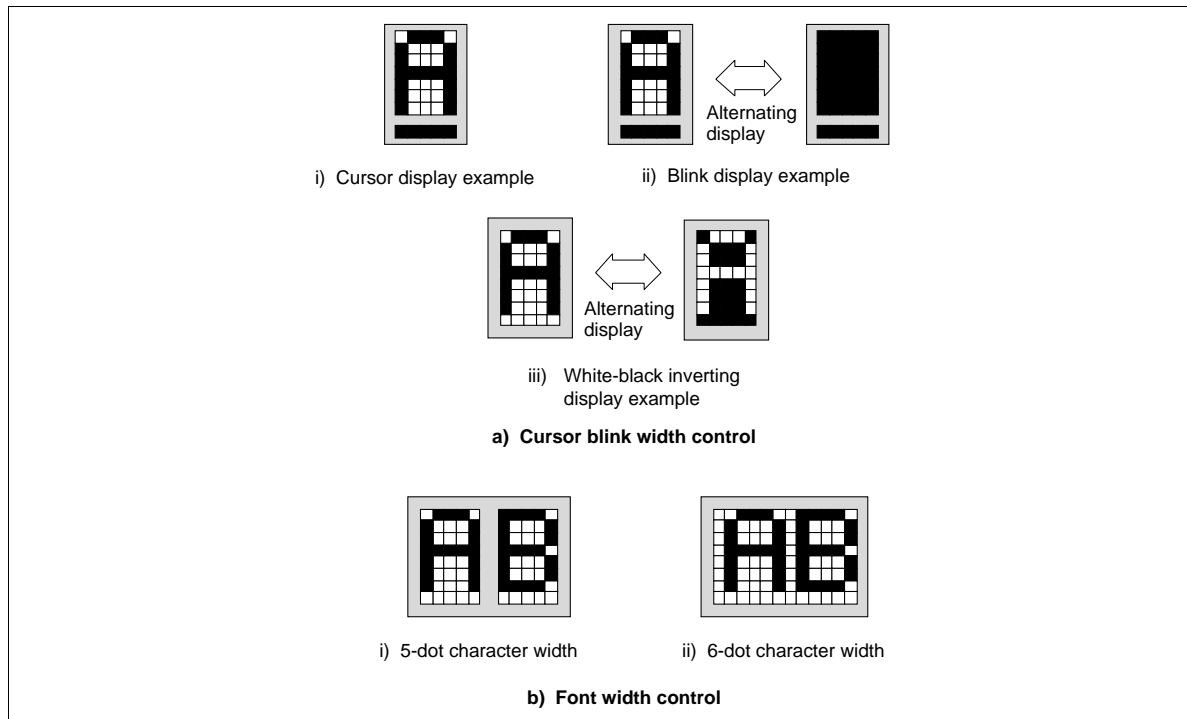 Alternating
display
i) Cursor display example
ii) Blink display example
Alternating
display
iii) White-black inverting
display example
a) Cursor blink width control
i) 5-dot character width
ii) 6-dot character width
b) Font width control